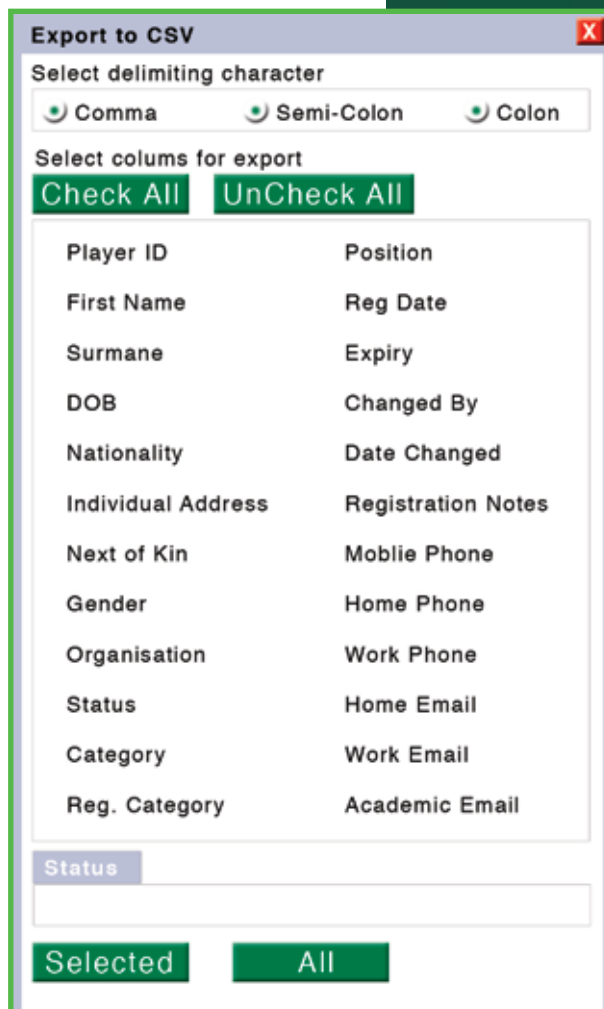 Export to CSV X
Select delimiting character
Comma Semi-Colon Colon
Select colums for export
Check All UnCheck All
Player ID Position
First Name Reg Date
Surmane Expiry
DOB Changed By
Nationality Date Changed
Individual Address Registration Notes
Next of Kin Moblie Phone
Gender Home Phone
Organisation Work Phone
Status Home Email
Category Work Email
Reg. Category Academic Email
Status
Selected All